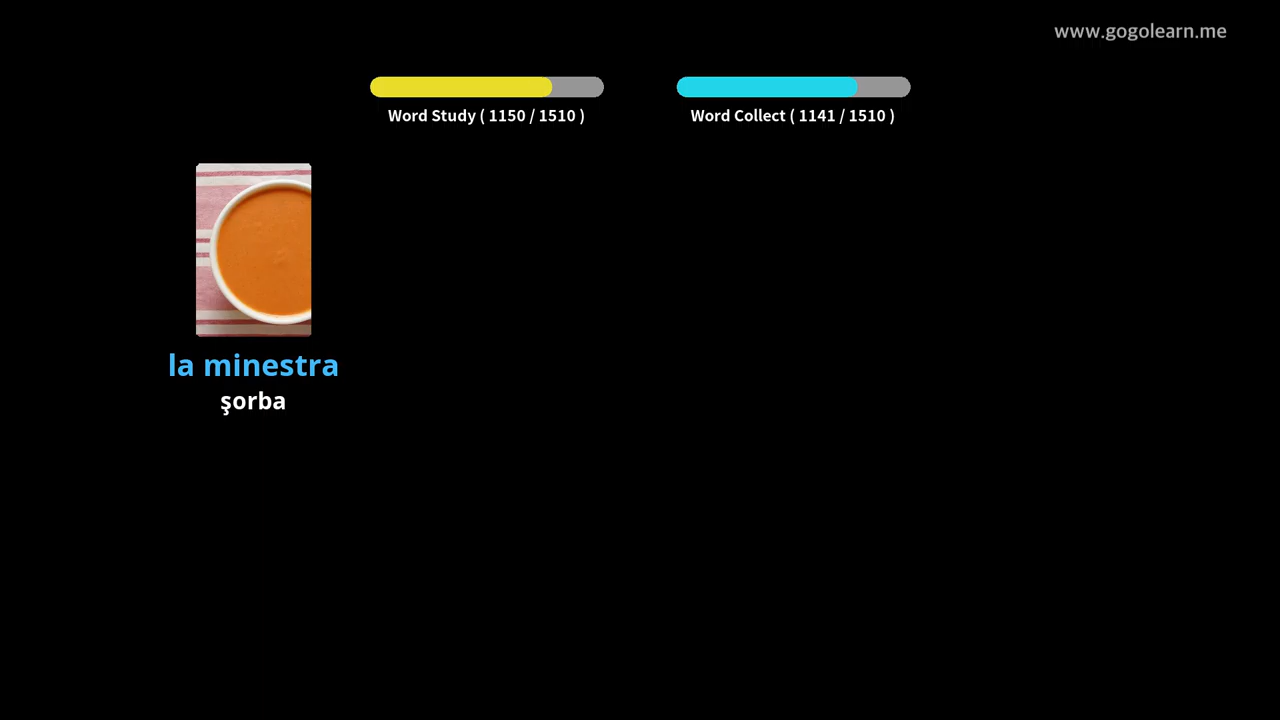 www.gogolearn.me
Word Study ( 1150 / 1510 )
Word Collect ( 1141 / 1510 )
la minestra
şorba